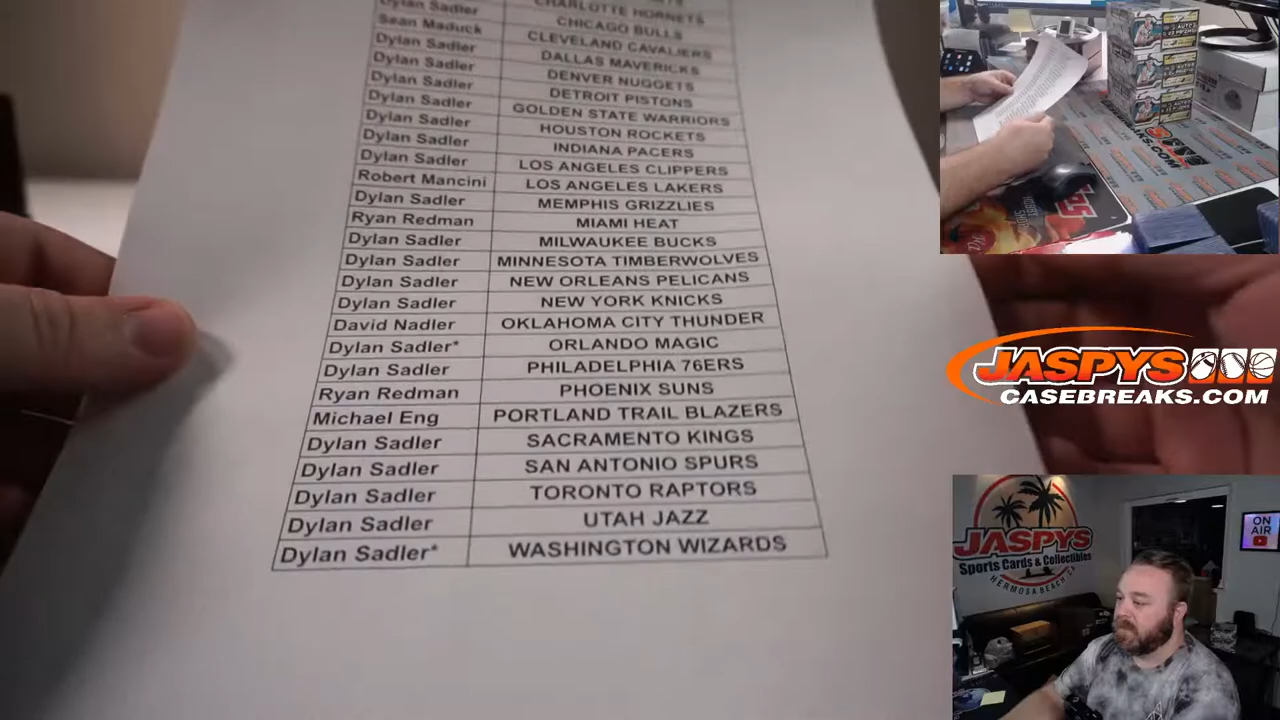 Dylan Sadler CHARLOTTE HORNETS
Sean Maduck CHICAGO BULLS
Dylan Sadler CLEVELAND CAVALIERS
Dylan Sadler DALLAS MAVERICKS
Dylan Sadler DENVER NUGGETS
Dylan Sadler DETROIT PISTONS
Dylan Sadler GOLDEN STATE WARRIORS
Dylan Sadler HOUSTON ROCKETS
Dylan Sadler INDIANA PACERS
Robert Mancini LOS ANGELES CLIPPERS
Dylan Sadler LOS ANGELES LAKERS
Ryan Redman MEMPHIS GRIZZLIES
Dylan Sadler MIAMI HEAT
Dylan Sadler MILWAUKEE BUCKS
Dylan Sadler MINNESOTA TIMBERWOLVES
Dylan Sadler NEW ORLEANS PELICANS
Dylan Sadler NEW YORK KNICKS
David Nadler OKLAHOMA CITY THUNDER
Dylan Sadler* ORLANDO MAGIC
Dylan Sadler PHILADELPHIA 76ERS
Ryan Redman PHOENIX SUNS
Michael Eng PORTLAND TRAIL BLAZERS
Dylan Sadler SACRAMENTO KINGS
Dylan Sadler SAN ANTONIO SPURS
Dylan Sadler TORONTO RAPTORS
Dylan Sadler UTAH JAZZ
Dylan Sadler* WASHINGTON WIZARDS
JASPYS
CASEBREAKS.COM
JASPYS
Sports Cards & Collectibles
HERMOSA BEACH CA
ON
AIR